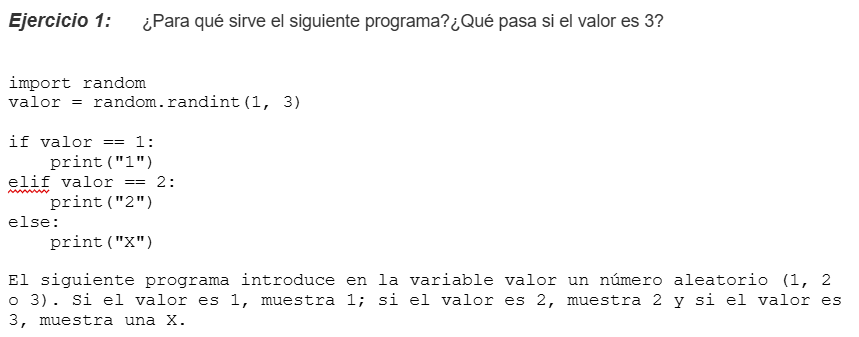 Ejercicio 1: ¿Para qué sirve el siguiente programa?¿Qué pasa si el valor es 3?
import random
valor = random.randint(1, 3)
if valor == 1:
    print("1")
elif valor == 2:
    print("2")
else:
    print("X")
El siguiente programa introduce en la variable valor un número aleatorio (1, 2
o 3). Si el valor es 1, muestra 1; si el valor es 2, muestra 2 y si el valor es
3, muestra una X.